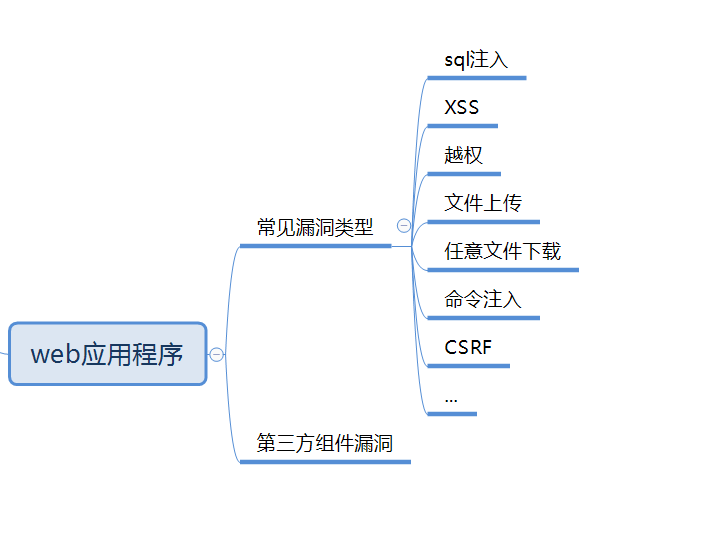 sql注入
XSS
越权
文件上传
常见漏洞类型
任意文件下载
命令注入
CSRF
web应用程序
...
第三方组件漏洞